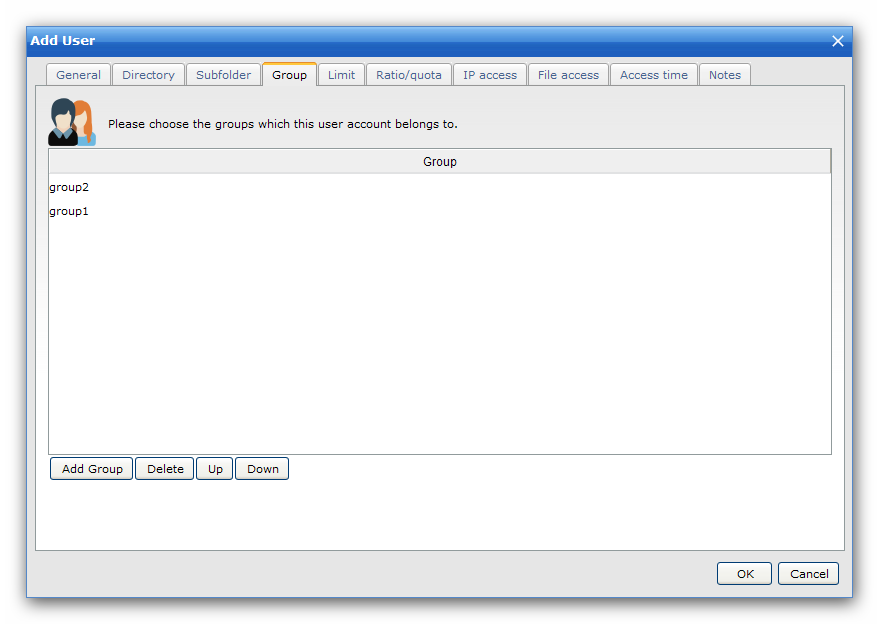 Add User
General Directory Subfolder Group Limit Ratio/quota IP access File access Access time Notes
Please choose the groups which this user account belongs to.
Group
group2
group1
Add Group Delete Up Down
OK Cancel